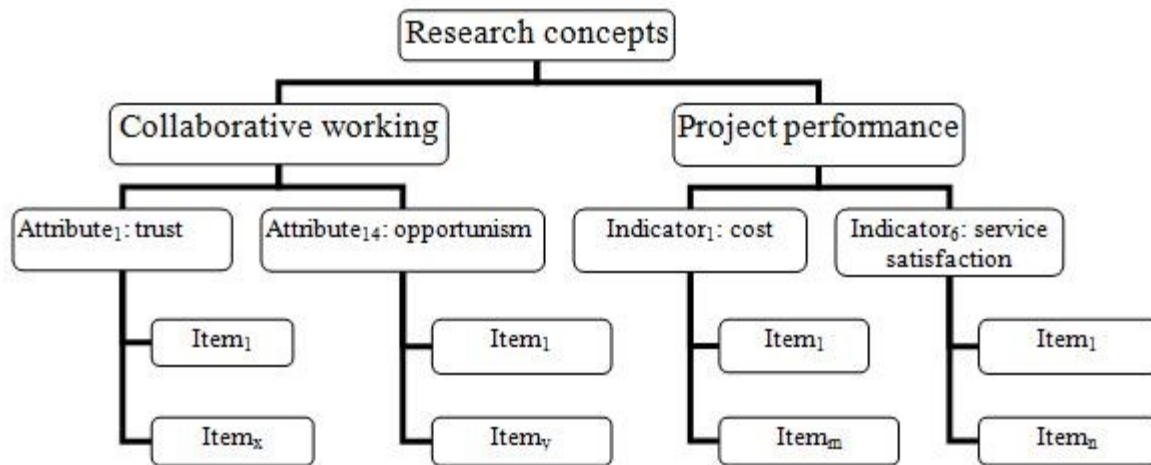 Research concepts
Collaborative working
Project performance
Attribute₁: trust
Attribute₁₄: opportunism
Indicator₁: cost
Indicator₆: service
satisfaction
Item₁
Item₁
Item₁
Item₁
Itemₓ
Itemᵧ
Itemₘ
Itemₙ